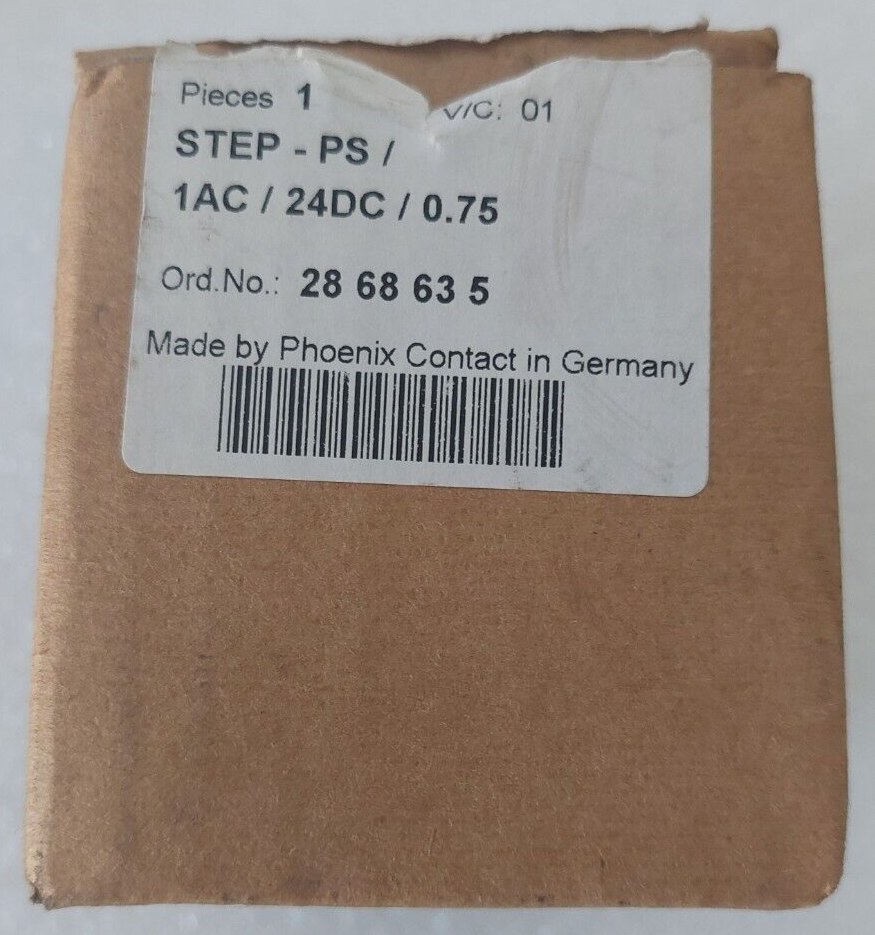 Pieces 1 V/C: 01
STEP - PS /
1AC / 24DC / 0.75
Ord.No.: 28 68 63 5
Made by Phoenix Contact in Germany